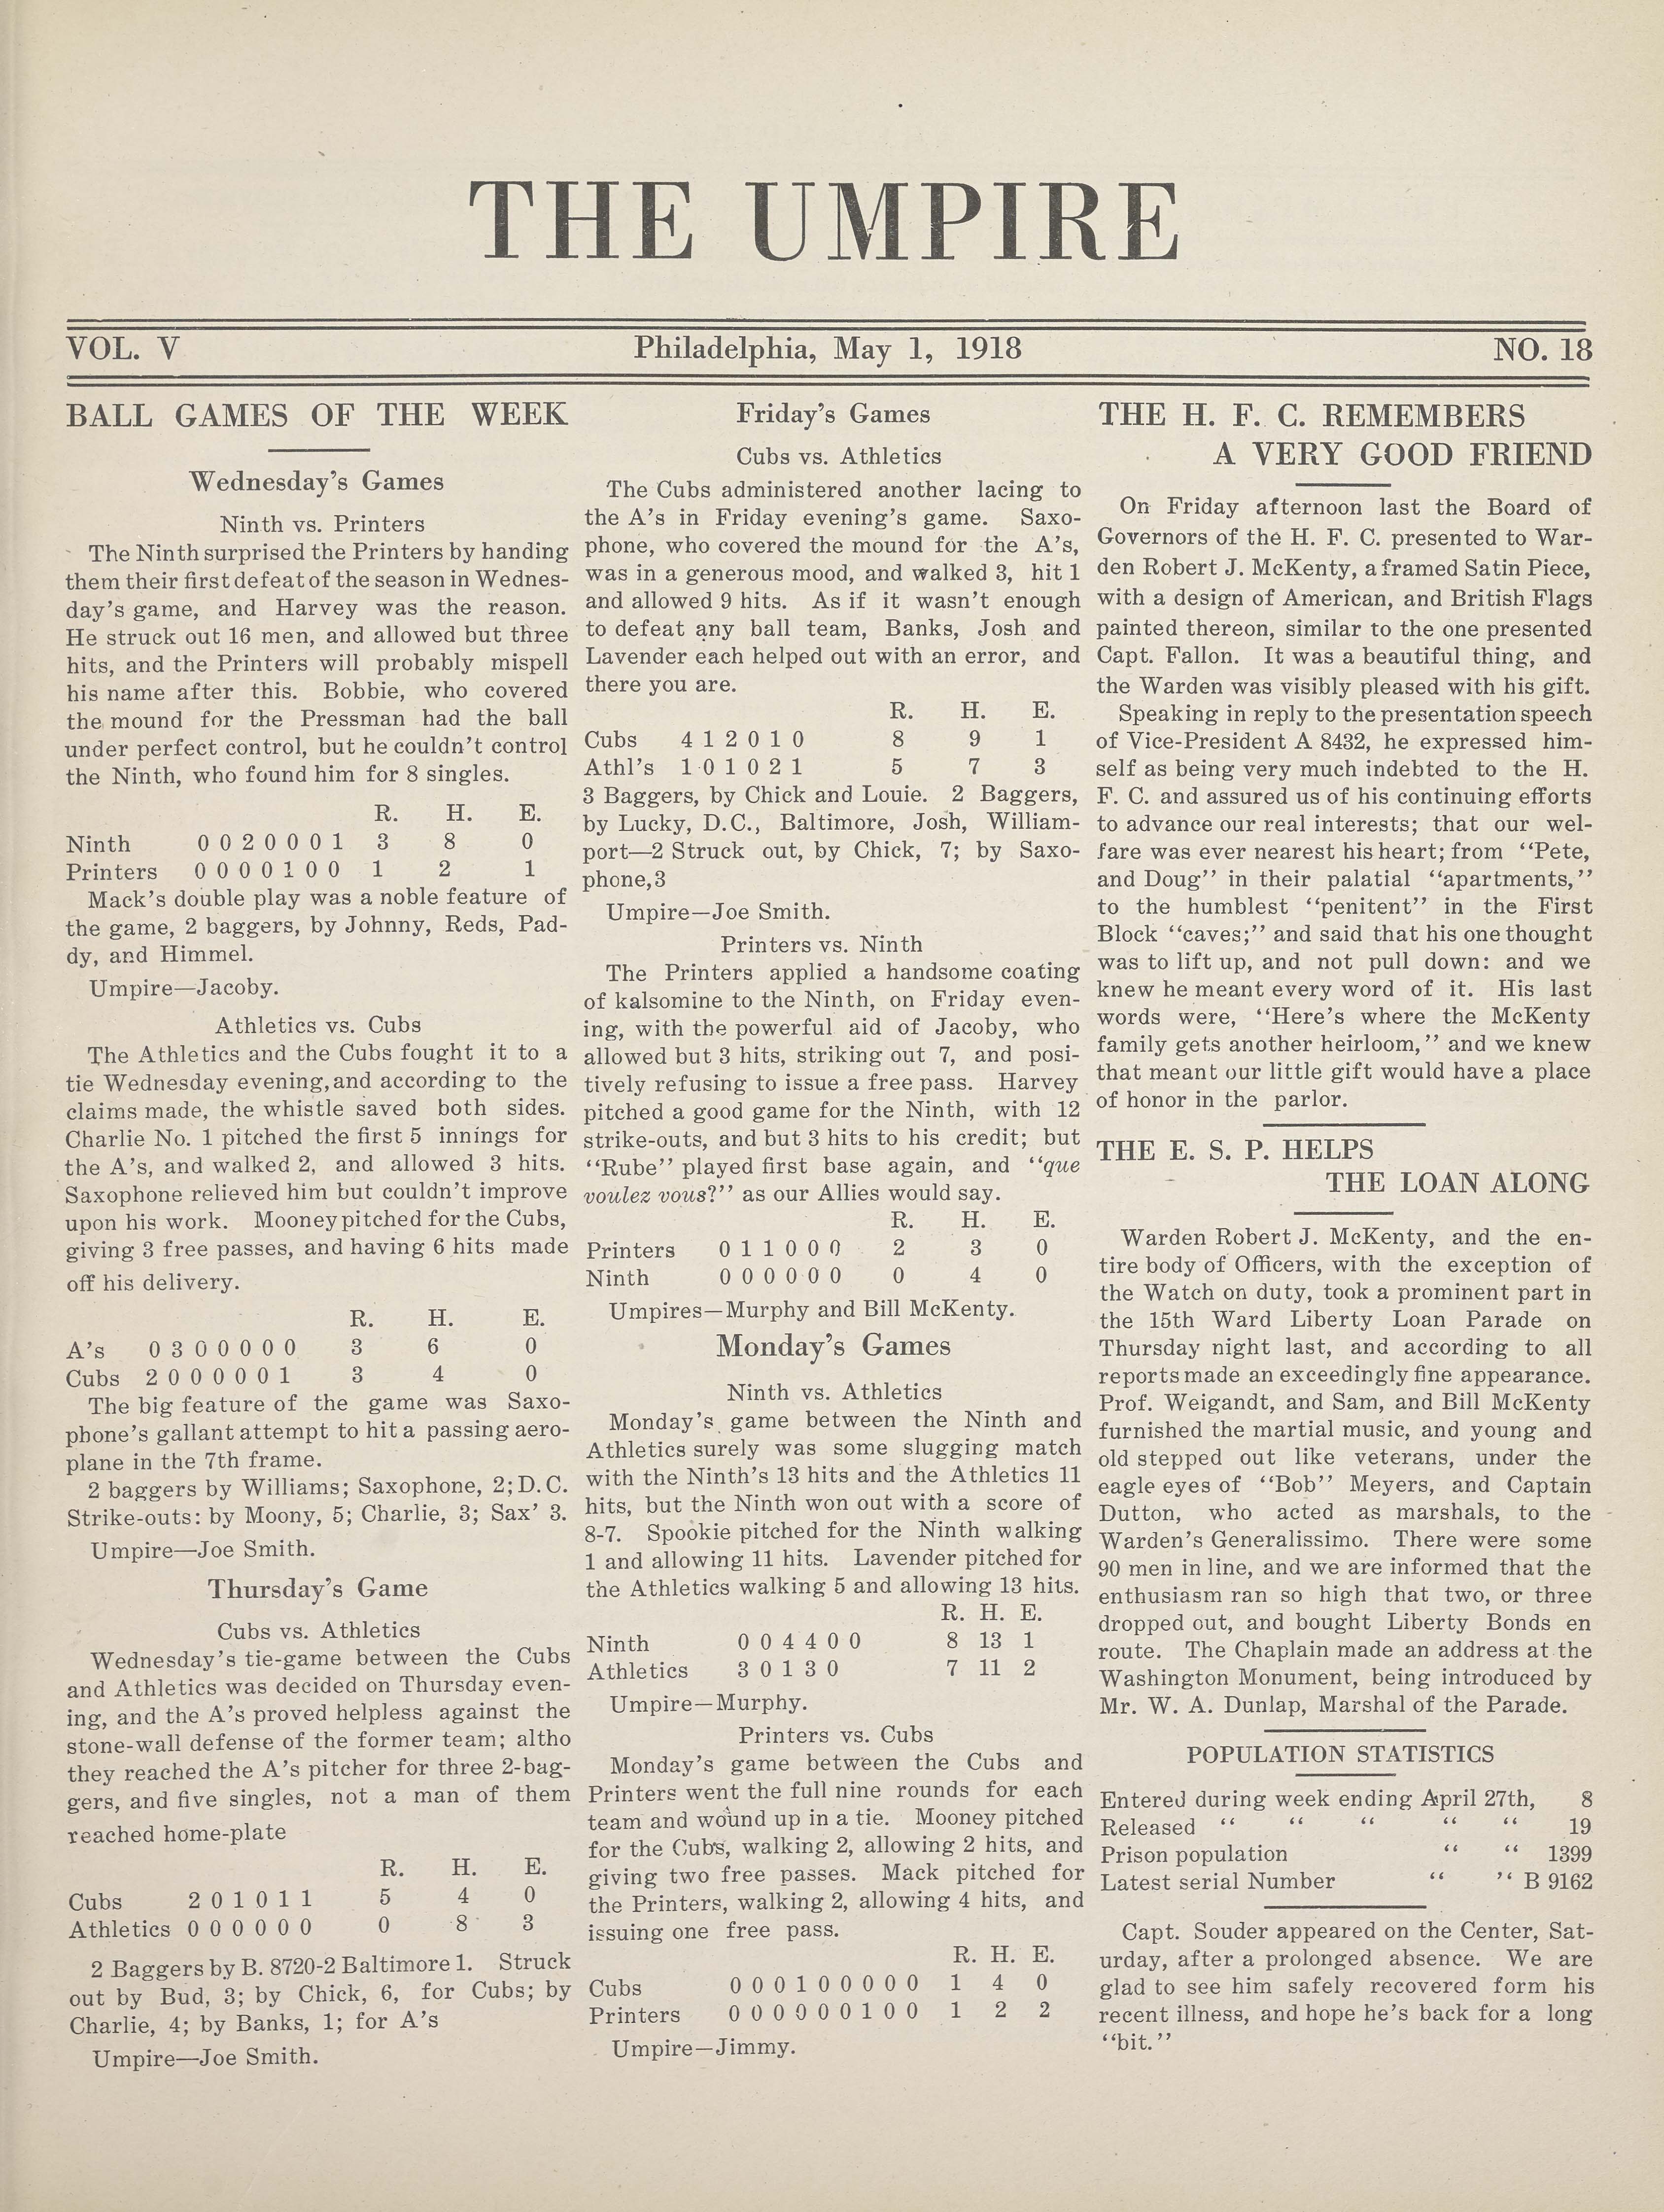 THE UMPIRE
VOL. V Philadelphia, May 1, 1918 NO. 18
BALL GAMES OF THE WEEK
Wednesday's Games
Ninth vs. Printers
The Ninth surprised the Printers by handing
them their first defeat of the season in Wednes-
day's game, and Harvey was the reason.
He struck out 16 men, and allowed but three
hits, and the Printers will probably mispell
his name after this. Bobbie, who covered
the mound for the Pressman had the ball
under perfect control, but he couldn't control
the Ninth, who found him for 8 singles.
R. H. E.
Ninth 0 0 2 0 0 0 1 3 8 0
Printers 0 0 0 0 1 0 0 1 2 1
Mack's double play was a noble feature of
the game, 2 baggers, by Johnny, Reds, Pad-
dy, and Himmel.
Umpire—Jacoby.
Athletics vs. Cubs
The Athletics and the Cubs fought it to a
tie Wednesday evening, and according to the
claims made, the whistle saved both sides.
Charlie No. 1 pitched the first 5 innings for
the A's, and walked 2, and allowed 3 hits.
Saxophone relieved him but couldn't improve
upon his work. Mooney pitched for the Cubs,
giving 3 free passes, and having 6 hits made
off his delivery.
R. H. E.
A's 0 3 0 0 0 0 0 3 6 0
Cubs 2 0 0 0 0 0 1 3 4 0
The big feature of the game was Saxo-
phone's gallant attempt to hit a passing aero-
plane in the 7th frame.
2 baggers by Williams; Saxophone, 2; D.C.
Strike-outs: by Moony, 5; Charlie, 3; Sax' 3.
Umpire—Joe Smith.
Thursday's Game
Cubs vs. Athletics
Wednesday's tie-game between the Cubs
and Athletics was decided on Thursday even-
ing, and the A's proved helpless against the
stone-wall defense of the former team; altho
they reached the A's pitcher for three 2-bag-
gers, and five singles, not a man of them
reached home-plate
R. H. E.
Cubs 2 0 1 0 1 1 5 4 0
Athletics 0 0 0 0 0 0 0 8 3
2 Baggers by B. 8720-2 Baltimore 1. Struck
out by Bud, 3; by Chick, 6, for Cubs; by
Charlie, 4; by Banks, 1; for A's
Umpire—Joe Smith.
Friday's Games
Cubs vs. Athletics
The Cubs administered another lacing to
the A's in Friday evening's game. Saxo-
phone, who covered the mound for the A's,
was in a generous mood, and walked 3, hit 1
and allowed 9 hits. As if it wasn't enough
to defeat any ball team, Banks, Josh and
Lavender each helped out with an error, and
there you are.
R. H. E.
Cubs 4 1 2 0 1 0 8 9 1
Athl's 1 0 1 0 2 1 5 7 3
3 Baggers, by Chick and Louie. 2 Baggers,
by Lucky, D.C., Baltimore, Josh, William-
port—2 Struck out, by Chick, 7; by Saxo-
phone,3
Umpire—Joe Smith.
Printers vs. Ninth
The Printers applied a handsome coating
of kalsomine to the Ninth, on Friday even-
ing, with the powerful aid of Jacoby, who
allowed but 3 hits, striking out 7, and posi-
tively refusing to issue a free pass. Harvey
pitched a good game for the Ninth, with 12
strike-outs, and but 3 hits to his credit; but
"Rube" played first base again, and "que
voulez vous?" as our Allies would say.
R. H. E.
Printers 0 1 1 0 0 0 2 3 0
Ninth 0 0 0 0 0 0 0 4 0
Umpires—Murphy and Bill McKenty.
Monday's Games
Ninth vs. Athletics
Monday's game between the Ninth and
Athletics surely was some slugging match
with the Ninth's 13 hits and the Athletics 11
hits, but the Ninth won out with a score of
8-7. Spookie pitched for the Ninth walking
1 and allowing 11 hits. Lavender pitched for
the Athletics walking 5 and allowing 13 hits.
R. H. E.
Ninth 0 0 4 4 0 0 8 13 1
Athletics 3 0 1 3 0 7 11 2
Umpire—Murphy.
Printers vs. Cubs
Monday's game between the Cubs and
Printers went the full nine rounds for each
team and wound up in a tie. Mooney pitched
for the Cubs, walking 2, allowing 2 hits, and
giving two free passes. Mack pitched for
the Printers, walking 2, allowing 4 hits, and
issuing one free pass.
R. H. E.
Cubs 0 0 0 1 0 0 0 0 0 1 4 0
Printers 0 0 0 0 0 0 1 0 0 1 2 2
Umpire—Jimmy.
THE H. F. C. REMEMBERS
A VERY GOOD FRIEND
On Friday afternoon last the Board of
Governors of the H. F. C. presented to War-
den Robert J. McKenty, a framed Satin Piece,
with a design of American, and British Flags
painted thereon, similar to the one presented
Capt. Fallon. It was a beautiful thing, and
the Warden was visibly pleased with his gift.
Speaking in reply to the presentation speech
of Vice-President A 8432, he expressed him-
self as being very much indebted to the H.
F. C. and assured us of his continuing efforts
to advance our real interests; that our wel-
fare was ever nearest his heart; from "Pete,
and Doug" in their palatial "apartments,"
to the humblest "penitent" in the First
Block "caves;" and said that his one thought
was to lift up, and not pull down: and we
knew he meant every word of it. His last
words were, "Here's where the McKenty
family gets another heirloom," and we knew
that meant our little gift would have a place
of honor in the parlor.
THE E. S. P. HELPS
THE LOAN ALONG
Warden Robert J. McKenty, and the en-
tire body of Officers, with the exception of
the Watch on duty, took a prominent part in
the 15th Ward Liberty Loan Parade on
Thursday night last, and according to all
reports made an exceedingly fine appearance.
Prof. Weigandt, and Sam, and Bill McKenty
furnished the martial music, and young and
old stepped out like veterans, under the
eagle eyes of "Bob" Meyers, and Captain
Dutton, who acted as marshals, to the
Warden's Generalissimo. There were some
90 men in line, and we are informed that the
enthusiasm ran so high that two, or three
dropped out, and bought Liberty Bonds en
route. The Chaplain made an address at the
Washington Monument, being introduced by
Mr. W. A. Dunlap, Marshal of the Parade.
POPULATION STATISTICS
Entered during week ending April 27th, 8
Released " " " " " 19
Prison population " " 1399
Latest serial Number " " B 9162
Capt. Souder appeared on the Center, Sat-
urday, after a prolonged absence. We are
glad to see him safely recovered form his
recent illness, and hope he's back for a long
"bit."